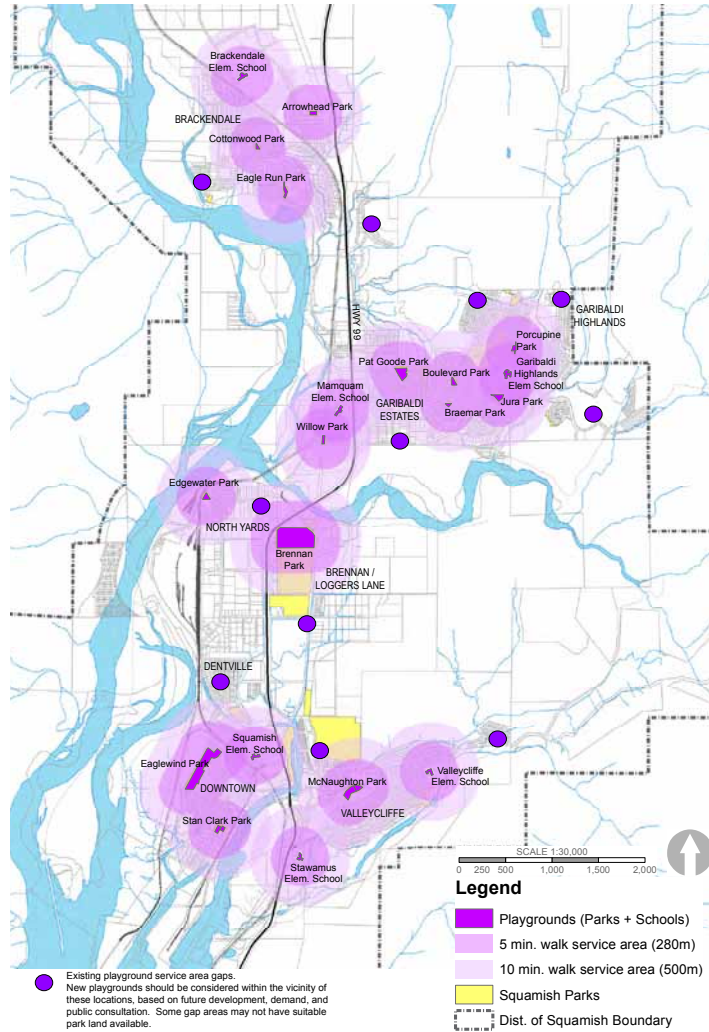 Brackendale
Elem. School
Arrowhead Park
BRACKENDALE
Cottonwood Park
Eagle Run Park
HWY 99
GARIBALDI
HIGHLANDS
Porcupine
Park
Pat Goode Park
Boulevard Park
Garibaldi
Highlands
Elem School
Mamquam
Elem. School
GARIBALDI
ESTATES
Jura Park
Braemar Park
Willow Park
Edgewater Park
NORTH YARDS
Brennan
Park
BRENNAN /
LOGGERS LANE
DENTVILLE
Squamish
Elem. School
Eaglewind Park
DOWNTOWN
McNaughton Park
Valleycliffe
Elem. School
VALLEYCLIFFE
Stan Clark Park
Stawamus
Elem. School
SCALE 1:30,000
0 250 500 1,000 1,500 2,000
Legend
Playgrounds (Parks + Schools)
5 min. walk service area (280m)
10 min. walk service area (500m)
Squamish Parks
Dist. of Squamish Boundary
Existing playground service area gaps.
New playgrounds should be considered within the vicinity of
these locations, based on future development, demand, and
public consultation. Some gap areas may not have suitable
park land available.